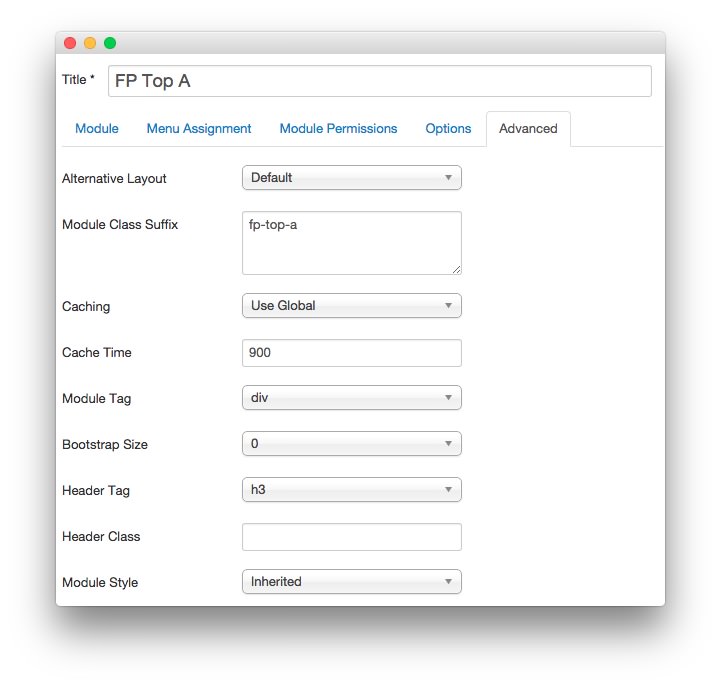 Title * FP Top A
Module Menu Assignment Module Permissions Options Advanced
Alternative Layout Default
Module Class Suffix fp-top-a
Caching Use Global
Cache Time 900
Module Tag div
Bootstrap Size 0
Header Tag h3
Header Class
Module Style Inherited